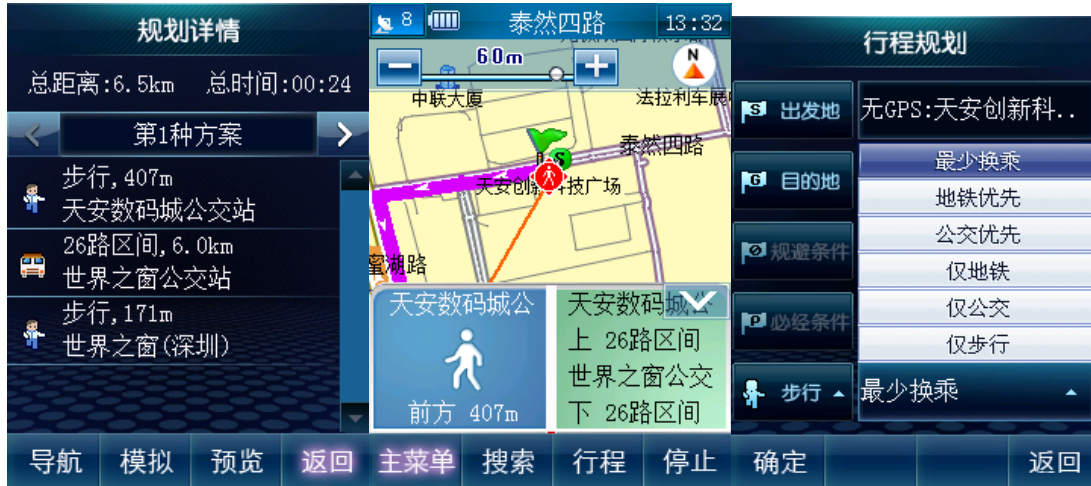 规划详情
总距离:6.5km 总时间:00:24
第1种方案
步行,407m
天安数码城公交站
26路区间,6.0km
世界之窗公交站
步行,171m
世界之窗(深圳)
导航 模拟 预览 返回
8 泰然四路 13:32
60m
N
中联大厦
法拉利车展
泰然四路
S
天安创新科技广场
蜜湖路
天安数码城公
前方 407m
天安数码城公
上 26路区间
世界之窗公交
下 26路区间
主菜单 搜索 行程 停止
行程规划
S 出发地 无GPS:天安创新科..
G 目的地
规避条件
P 必经条件
最少换乘
地铁优先
公交优先
仅地铁
仅公交
仅步行
步行 最少换乘
确定 返回